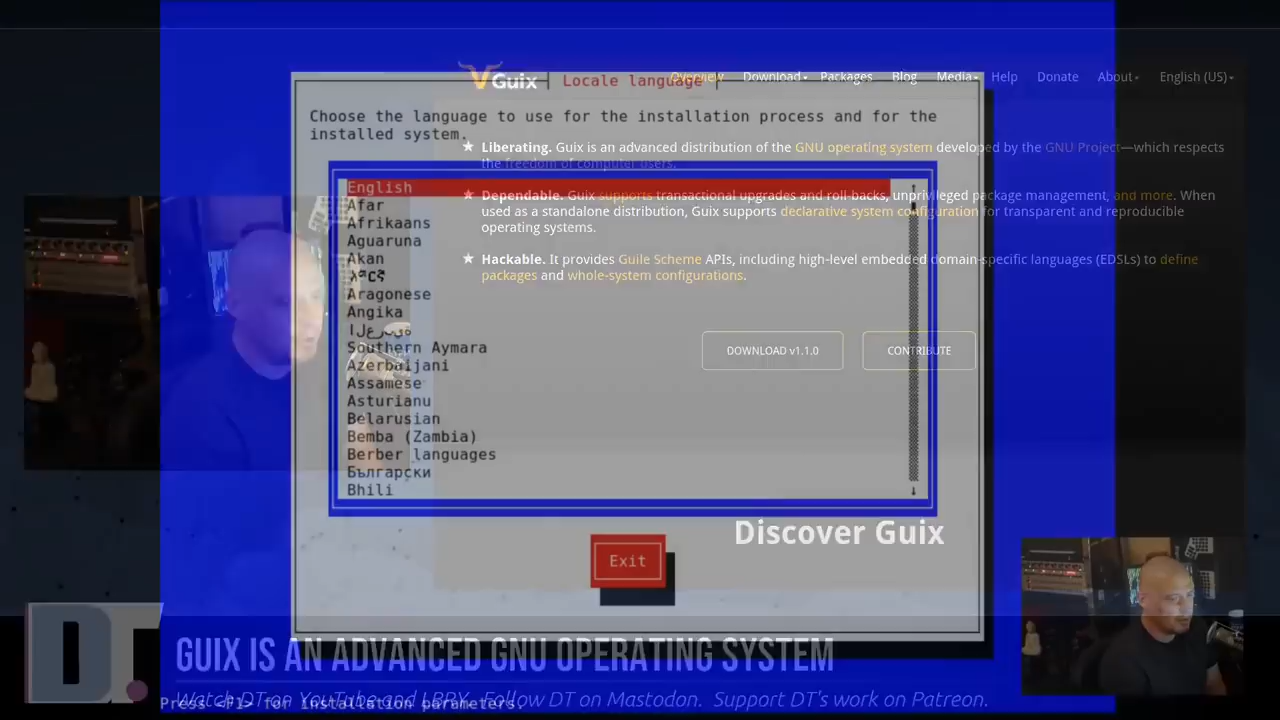 Guix
Overview Download Packages Blog Media Help Donate About English (US)
Locale language
Choose the language to use for the installation process and for the
installed system.
Liberating. Guix is an advanced distribution of the GNU operating system developed by the GNU Project—which respects
the freedom of computer users.
Dependable. Guix supports transactional upgrades and roll-backs, unprivileged package management, and more. When
used as a standalone distribution, Guix supports declarative system configuration for transparent and reproducible
operating systems.
Hackable. It provides Guile Scheme APIs, including high-level embedded domain-specific languages (EDSLs) to define
packages and whole-system configurations.
English
Afar
Afrikaans
Aguaruna
Akan
አማርኛ
Aragonese
Angika
العربية
Southern Aymara
Azerbaijani
Assamese
Asturianu
Belarusian
Bemba (Zambia)
Berber languages
Български
Bhili
DOWNLOAD v1.1.0
CONTRIBUTE
Discover Guix
Exit
DT
GUIX IS AN ADVANCED GNU OPERATING SYSTEM
Watch DT on YouTube and LBRY. Follow DT on Mastodon. Support DT's work on Patreon.
Press <F1> for installation parameters.